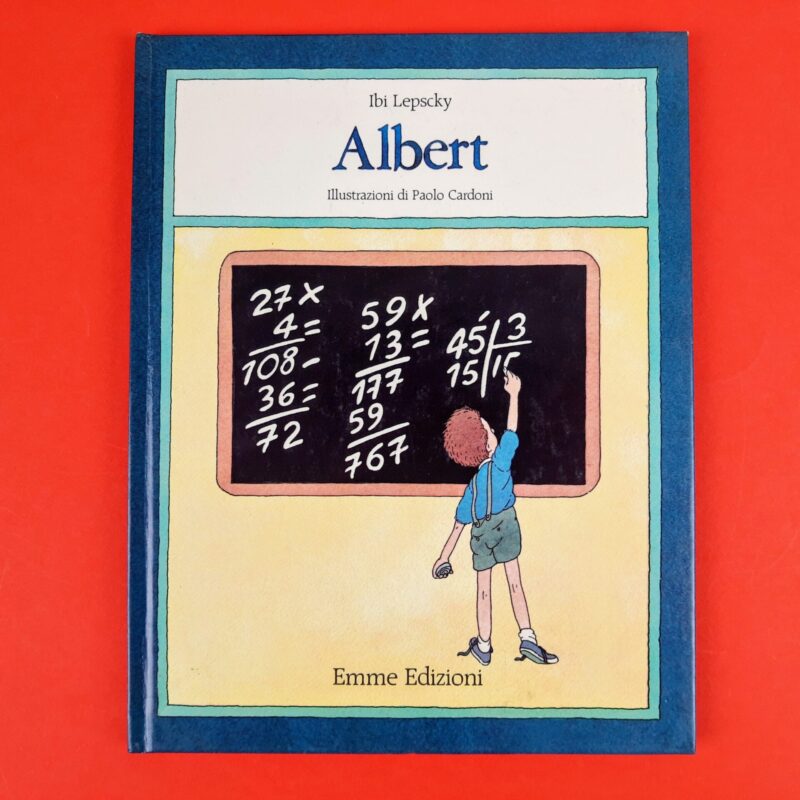 Ibi Lepscky
Albert
Illustrazioni di Paolo Cardoni
27 x
4 =
108 -
36 =
72
59 x
13 =
177
59
767
45 3
15 15
Emme Edizioni